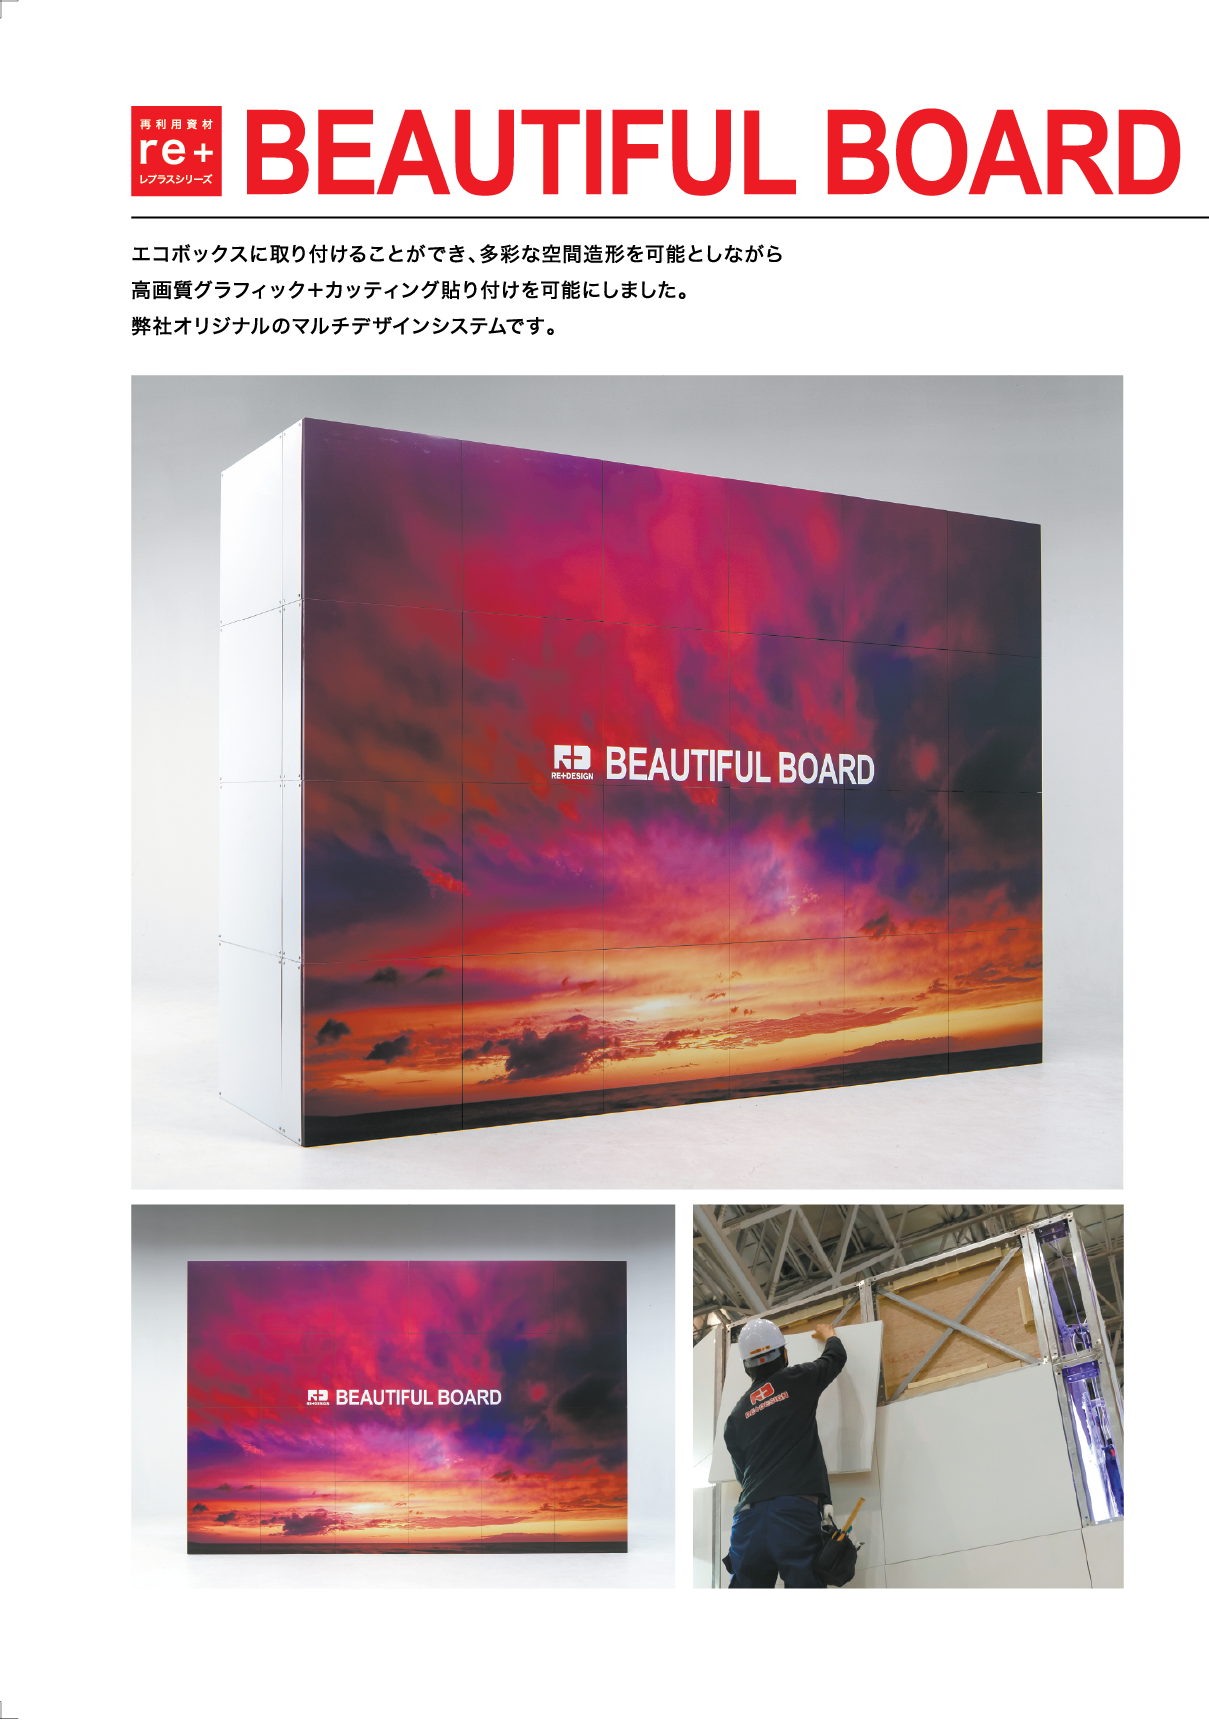 再利用資材
re+
レプラスシリーズ
BEAUTIFUL BOARD
エコボックスに取り付けることができ、多彩な空間造形を可能としながら
高画質グラフィック+カッティング貼り付けを可能にしました。
弊社オリジナルのマルチデザインシステムです。
RE+DESIGN
BEAUTIFUL BOARD
RE+DESIGN
BEAUTIFUL BOARD
RE+DESIGN